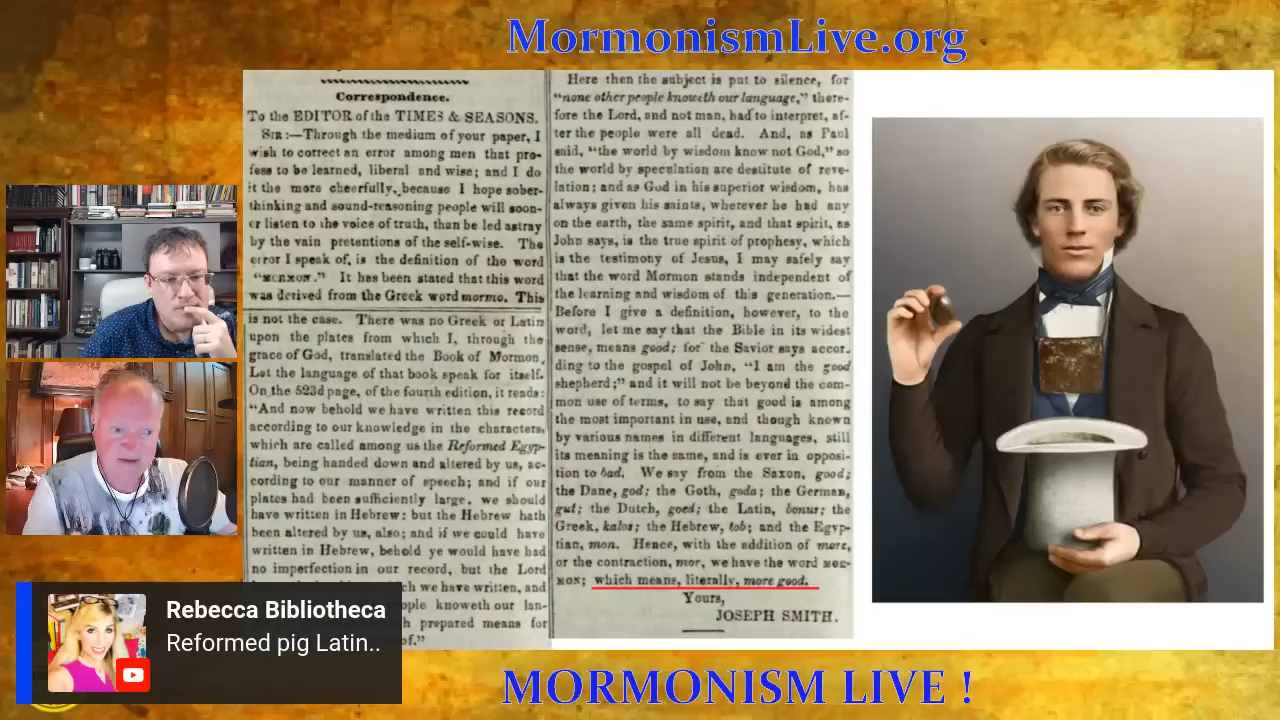 MormonismLive.org
Correspondence.
To the EDITOR of the TIMES & SEASONS.
SIR:—Through the medium of your paper, I
wish to correct an error among men that pro-
fess to be learned, liberal and wise; and I do
it the more cheerfully, because I hope sober-
thinking and sound-reasoning people will soon-
er listen to the voice of truth, than be led astray
by the vain pretentions of the self-wise. The
error I speak of, is the definition of the word
"MORMON." It has been stated that this word
was derived from the Greek word mormo. This
is not the case. There was no Greek or Latin
upon the plates from which I, through the
grace of God, translated the Book of Mormon.
Let the language of that book speak for itself.
On the 523d page, of the fourth edition, it reads:
"And now behold we have written this record
according to our knowledge in the characters,
which are called among us the Reformed Egyp-
tian, being handed down and altered by us, ac-
cording to our manner of speech; and if our
plates had been sufficiently large, we should
have written in Hebrew: but the Hebrew hath
been altered by us, also; and if we could have
written in Hebrew, behold ye would have had
no imperfection in our record, but the Lord
ch we have written, and
ple knoweth our lan-
h prepared means for
of."
Here then the subject is put to silence, for
"none other people knoweth our language," there-
fore the Lord, and not man, had to interpret, af-
ter the people were all dead. And, as Paul
said, "the world by wisdom know not God," so
the world by speculation are destitute of reve-
lation; and as God in his superior wisdom, has
always given his saints, wherever he had any
on the earth, the same spirit, and that spirit, as
John says, is the true spirit of prophesy, which
is the testimony of Jesus, I may safely say
that the word Mormon stands independent of
the learning and wisdom of this generation.—
Before I give a definition, however, to the
word, let me say that the Bible in its widest
sense, means good; for the Savior says accor-
ding to the gospel of John, "I am the good
shepherd;" and it will not be beyond the com-
mon use of terms, to say that good is among
the most important in use, and though known
by various names in different languages, still
its meaning is the same, and is ever in opposi-
tion to bad. We say from the Saxon, good;
the Dane, god; the Goth, goda; the German,
gut; the Dutch, goed; the Latin, bonus; the
Greek, kalos; the Hebrew, tob; and the Egyp-
tian, mon. Hence, with the addition of more,
or the contraction, mor, we have the word MOR-
MON; which means, literally, more good.
Yours,
JOSEPH SMITH.
Rebecca Bibliotheca
Reformed pig Latin..
MORMONISM LIVE !